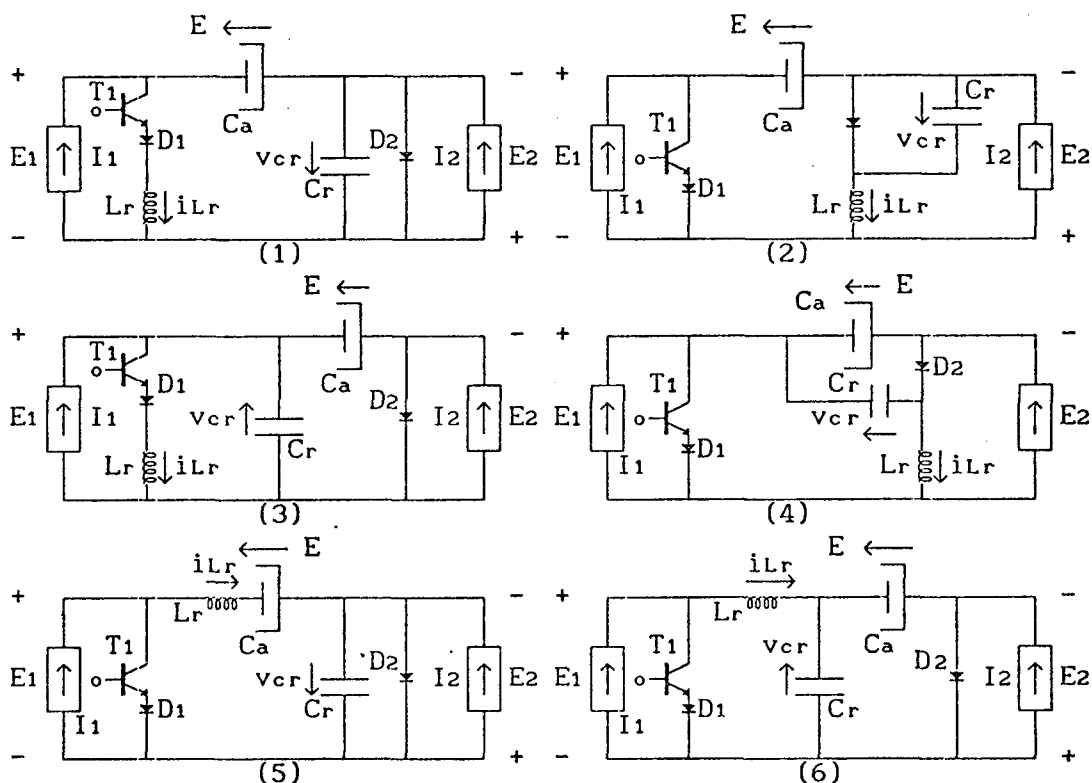 E
+
-
T1
D1
Ca
E1
I1
vcr
Cr
D2
I2
E2
Lr
iLr
-
+
(1)
E
+
-
Cr
T1
Ca
vcr
E1
I2
E2
D1
Lr
iLr
I1
-
+
(2)
E
+
-
T1
D1
Ca
E1
I1
vcr
D2
I2
E2
Cr
Lr
iLr
-
+
(3)
Ca
E
+
-
Cr
D2
T1
vcr
E1
E2
D1
Lr
iLr
I1
-
+
(4)
E
iLr
+
-
Lr
T1
Ca
D2
E1
vcr
I2
E2
D1
Cr
I1
-
+
(5)
E
iLr
+
-
Lr
T1
vcr
Ca
D2
E1
I2
E2
D1
Cr
I1
-
+
(6)